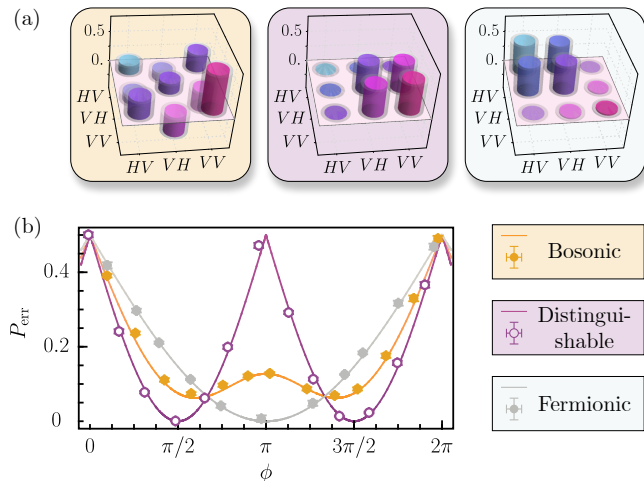 (a)
0.5
0.
HV
VH
VV
HV
VH
VV
0.5
0.
HV
VH
VV
HV
VH
VV
0.5
0.
HV
VH
VV
HV
VH
VV
(b)
0.4
0.2
0
P_err
0
π/2
π
3π/2
2π
ϕ
Bosonic
Distingui-
shable
Fermionic